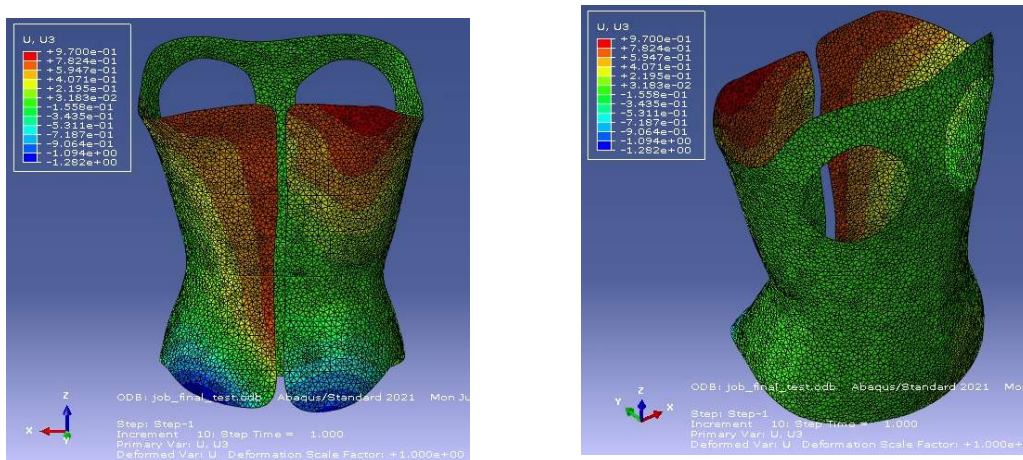 U, U3
+9.700e-01
+7.824e-01
+5.947e-01
+4.071e-01
+2.195e-01
+3.183e-02
-1.558e-01
-3.435e-01
-5.311e-01
-7.187e-01
-9.064e-01
-1.094e+00
-1.282e+00
Z
X
Y
ODB: job_final_test.odb Abaqus/Standard 2021 Mon Ju
Step: Step-1
Increment 10: Step Time = 1.000
Primary Var: U, U3
Deformed Var: U Deformation Scale Factor: +1.000e+00
U, U3
+9.700e-01
+7.824e-01
+5.947e-01
+4.071e-01
+2.195e-01
+3.183e-02
-1.558e-01
-3.435e-01
-5.311e-01
-7.187e-01
-9.064e-01
-1.094e+00
-1.282e+00
Z
Y
X
ODB: job_final_test.odb Abaqus/Standard 2021 Mo
Step: Step-1
Increment 10: Step Time = 1.000
Primary Var: U, U3
Deformed Var: U Deformation Scale Factor: +1.000e+